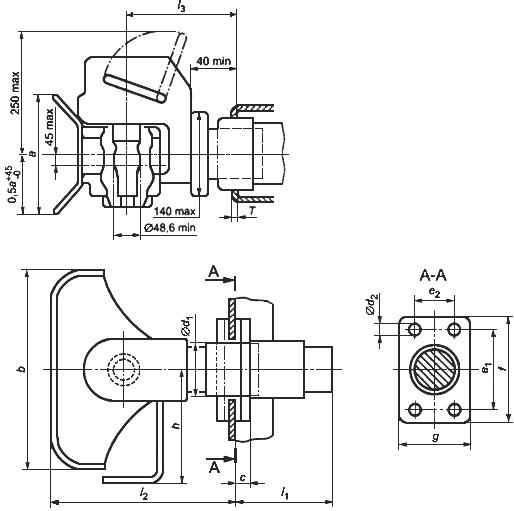 l3
40 min
250 max
45 max
a
0,5a +45 -0
140 max
T
Ø48,6 min
A
A-A
e2
Ød2
Ød1
b
e1
f
h
g
A
c
l2
l1